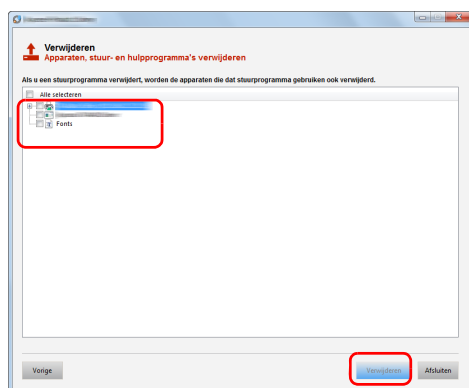 Verwijderen
Apparaten, stuur- en hulpprogramma's verwijderen
Als u een stuurprogramma verwijdert, worden de apparaten die dat stuurprogramma gebruiken ook verwijderd.
Alle selecteren
Fonts
Vorige
Verwijderen
Afsluiten